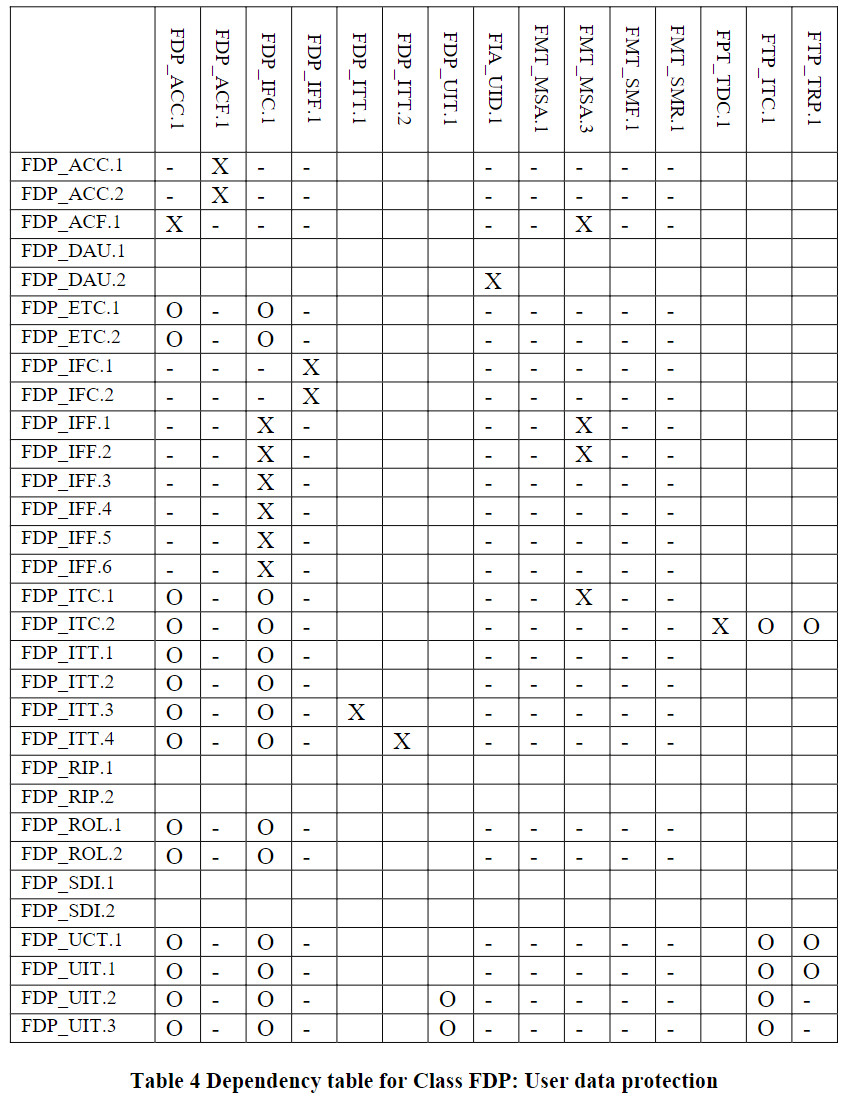 FDP_ACC.1 FDP_ACF.1 FDP_IFC.1 FDP_IFF.1 FDP_ITT.1 FDP_ITT.2 FDP_UIT.1 FIA_UID.1 FMT_MSA.1 FMT_MSA.3 FMT_SMF.1 FMT_SMR.1 FPT_TDC.1 FTP_ITC.1 FTP_TRP.1
FDP_ACC.1 - X - - - - - - -
FDP_ACC.2 - X - - - - - - -
FDP_ACF.1 X - - - - - X - -
FDP_DAU.1
FDP_DAU.2 X
FDP_ETC.1 O - O - - - - - -
FDP_ETC.2 O - O - - - - - -
FDP_IFC.1 - - - X - - - - -
FDP_IFC.2 - - - X - - - - -
FDP_IFF.1 - - X - - - X - -
FDP_IFF.2 - - X - - - X - -
FDP_IFF.3 - - X - - - - - -
FDP_IFF.4 - - X - - - - - -
FDP_IFF.5 - - X - - - - - -
FDP_IFF.6 - - X - - - - - -
FDP_ITC.1 O - O - - - X - -
FDP_ITC.2 O - O - - - - - - X O O
FDP_ITT.1 O - O - - - - - -
FDP_ITT.2 O - O - - - - - -
FDP_ITT.3 O - O - X - - - - -
FDP_ITT.4 O - O - X - - - - -
FDP_RIP.1
FDP_RIP.2
FDP_ROL.1 O - O - - - - - -
FDP_ROL.2 O - O - - - - - -
FDP_SDI.1
FDP_SDI.2
FDP_UCT.1 O - O - - - - - - O O
FDP_UIT.1 O - O - - - - - - O O
FDP_UIT.2 O - O - O - - - - - O -
FDP_UIT.3 O - O - O - - - - - O -
Table 4 Dependency table for Class FDP: User data protection